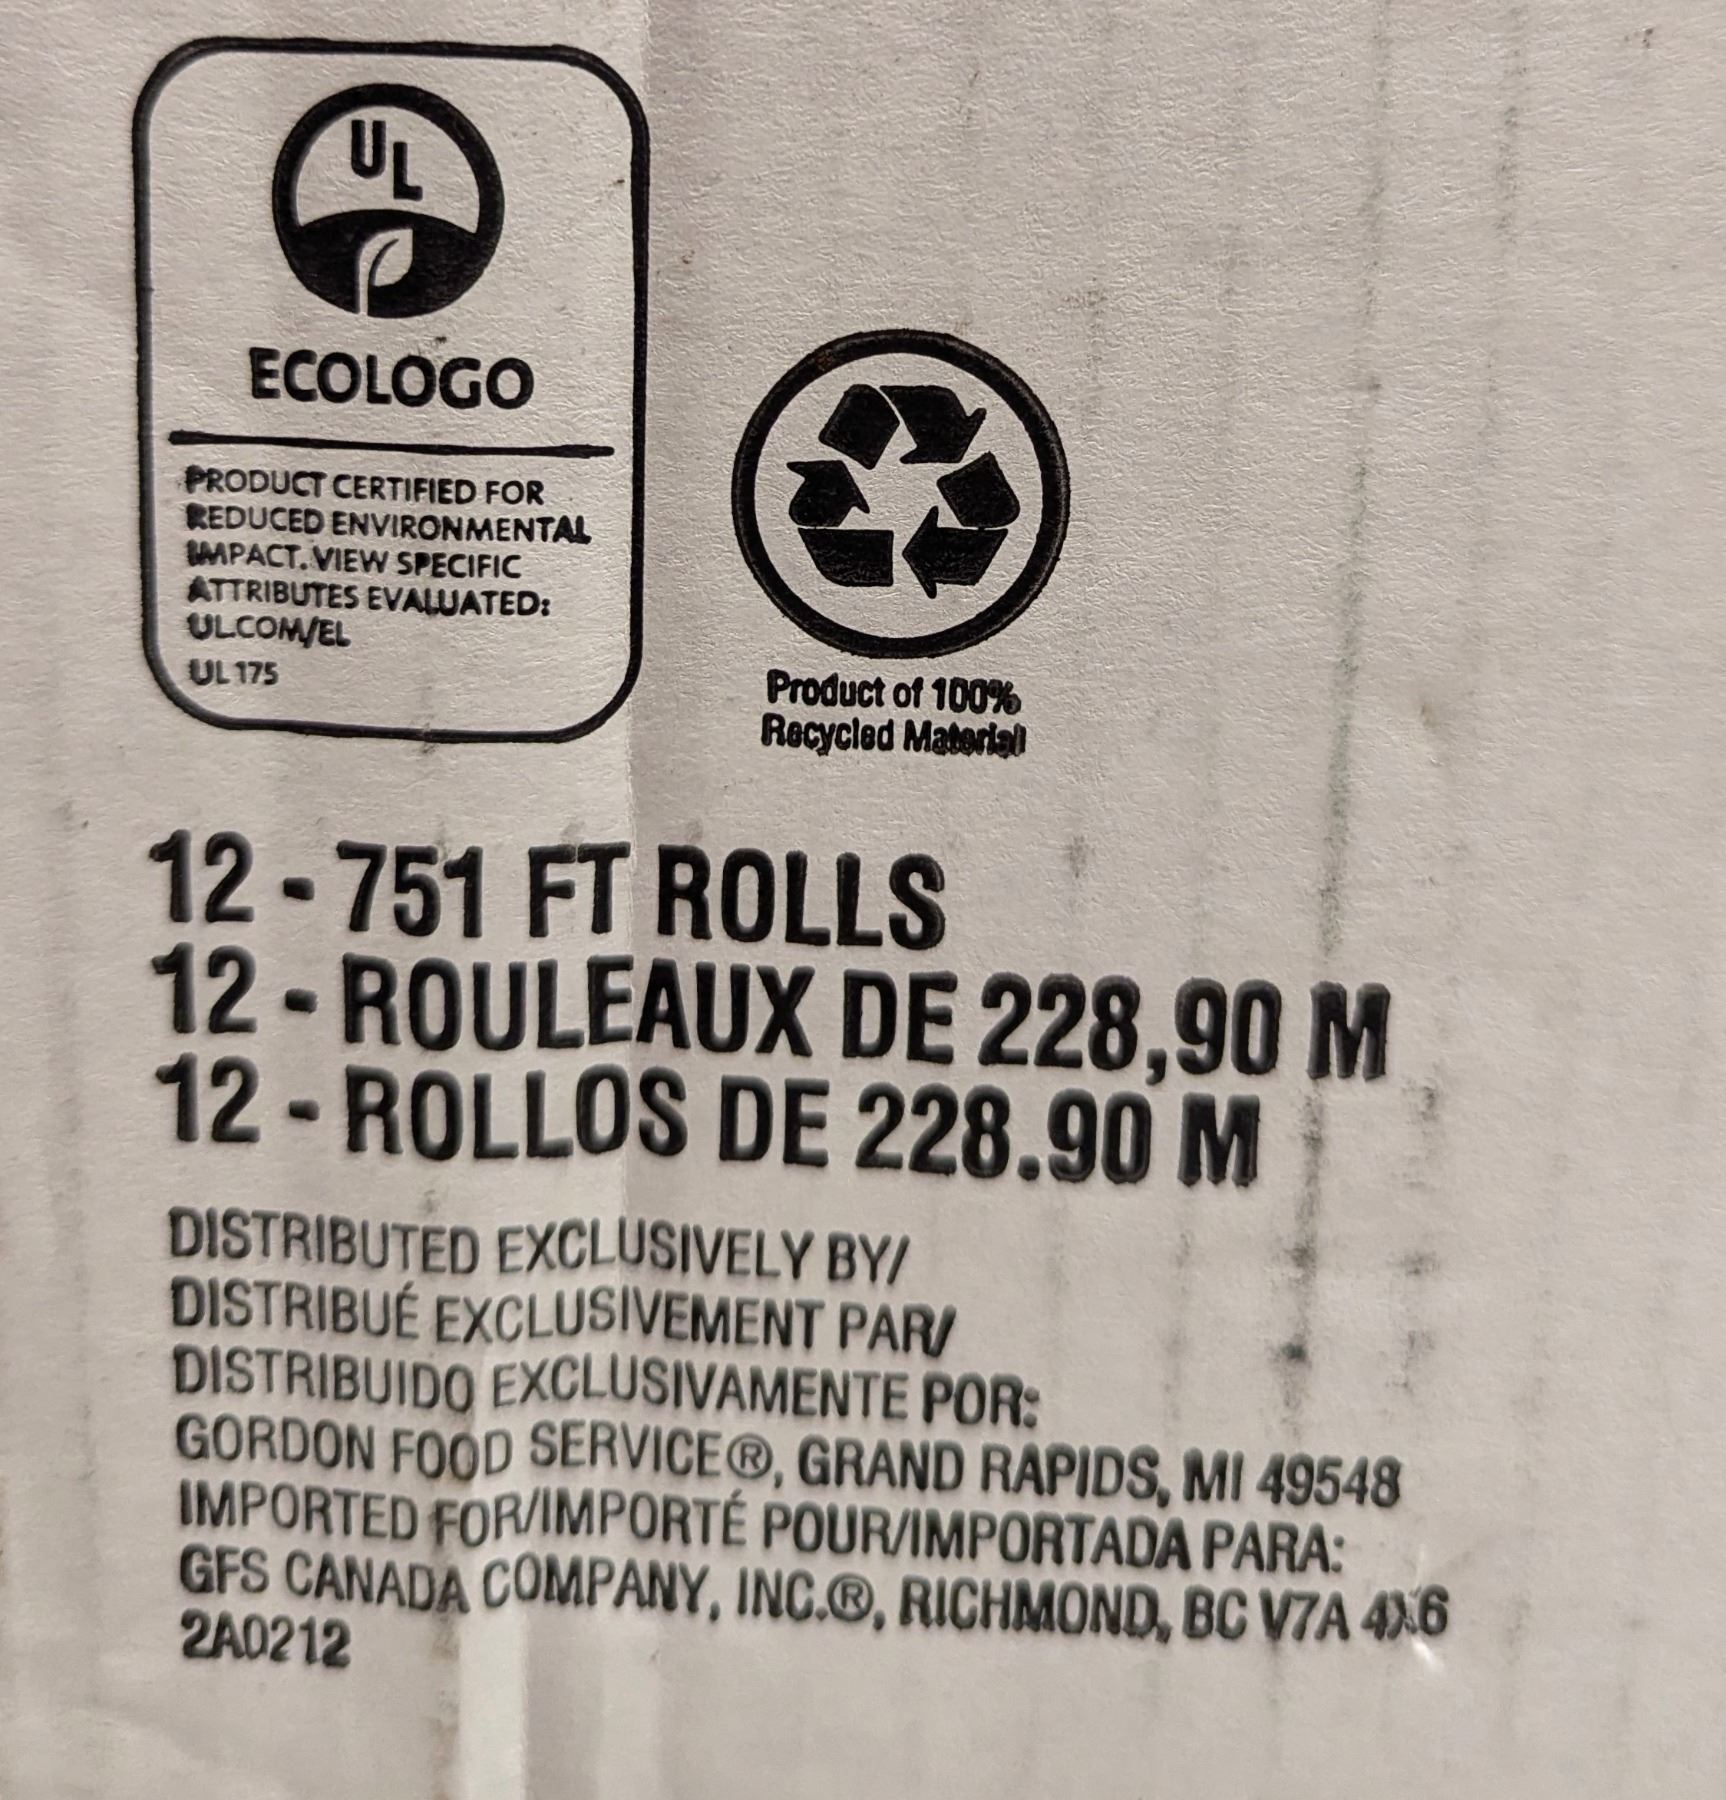 UL
ECOLOGO
PRODUCT CERTIFIED FOR
REDUCED ENVIRONMENTAL
IMPACT. VIEW SPECIFIC
ATTRIBUTES EVALUATED:
UL.COM/EL
UL 175
Product of 100%
Recycled Material
12 - 751 FT ROLLS
12 - ROULEAUX DE 228,90 M
12 - ROLLOS DE 228.90 M
DISTRIBUTED EXCLUSIVELY BY/
DISTRIBUÉ EXCLUSIVEMENT PAR/
DISTRIBUIDO EXCLUSIVAMENTE POR:
GORDON FOOD SERVICE®, GRAND RAPIDS, MI 49548
IMPORTED FOR/IMPORTÉ POUR/IMPORTADA PARA:
GFS CANADA COMPANY, INC.®, RICHMOND, BC V7A 4X6
2A0212